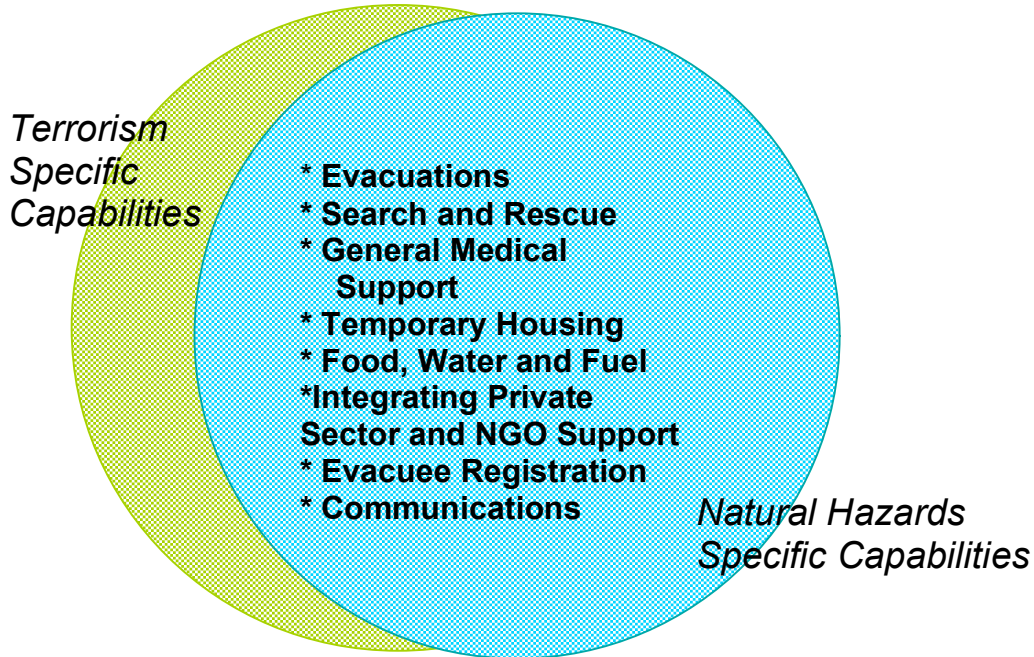 Terrorism
Specific
Capabilities
* Evacuations
* Search and Rescue
* General Medical
Support
* Temporary Housing
* Food, Water and Fuel
*Integrating Private
Sector and NGO Support
* Evacuee Registration
* Communications
Natural Hazards
Specific Capabilities